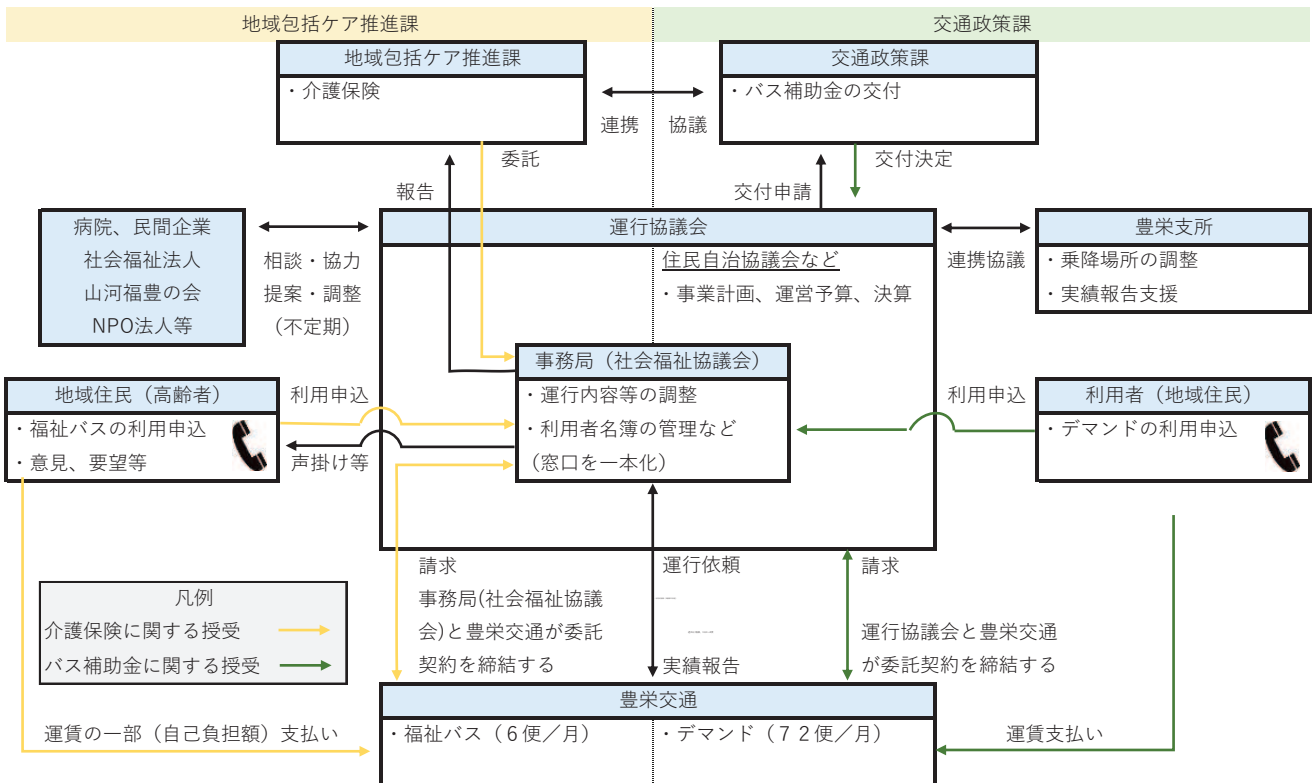 地域包括ケア推進課
交通政策課
地域包括ケア推進課
・介護保険
連携
協議
交通政策課
・バス補助金の交付
委託
報告
交付申請
交付決定
病院、民間企業
社会福祉法人
山河福豊の会
NPO法人等
相談・協力
提案・調整
（不定期）
運行協議会
住民自治協議会など
・事業計画、運営予算、決算
連携協議
豊栄支所
・乗降場所の調整
・実績報告支援
事務局（社会福祉協議会）
・運行内容等の調整
・利用者名簿の管理など
（窓口を一本化）
地域住民（高齢者）
・福祉バスの利用申込
・意見、要望等
利用申込
声掛け等
利用申込
利用者（地域住民）
・デマンドの利用申込
請求
事務局(社会福祉協議
会)と豊栄交通が委託
契約を締結する
運行依頼
実績報告
請求
運行協議会と豊栄交通
が委託契約を締結する
凡例
介護保険に関する授受
バス補助金に関する授受
運賃の一部（自己負担額）支払い
豊栄交通
・福祉バス（６便／月）
・デマンド（７２便／月）
運賃支払い